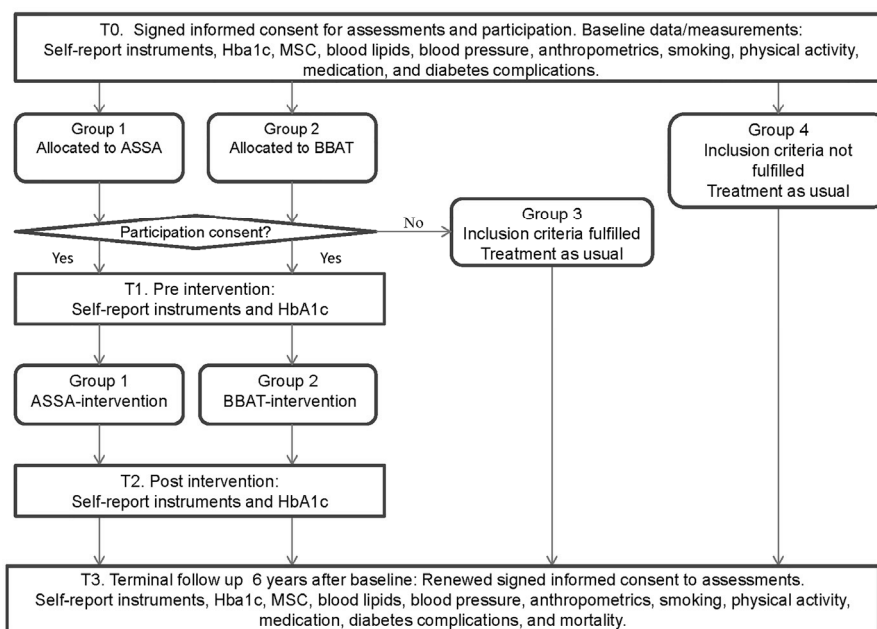 T0. Signed informed consent for assessments and participation. Baseline data/measurements:
Self-report instruments, Hba1c, MSC, blood lipids, blood pressure, anthropometrics, smoking, physical activity,
medication, and diabetes complications.
Group 1
Allocated to ASSA
Group 2
Allocated to BBAT
Group 4
Inclusion criteria not
fulfilled
Treatment as usual
Participation consent?
No
Group 3
Inclusion criteria fulfilled
Treatment as usual
Yes
Yes
T1. Pre intervention:
Self-report instruments and HbA1c
Group 1
ASSA-intervention
Group 2
BBAT-intervention
T2. Post intervention:
Self-report instruments and HbA1c
T3. Terminal follow up 6 years after baseline: Renewed signed informed consent to assessments.
Self-report instruments, Hba1c, MSC, blood lipids, blood pressure, anthropometrics, smoking, physical activity,
medication, diabetes complications, and mortality.